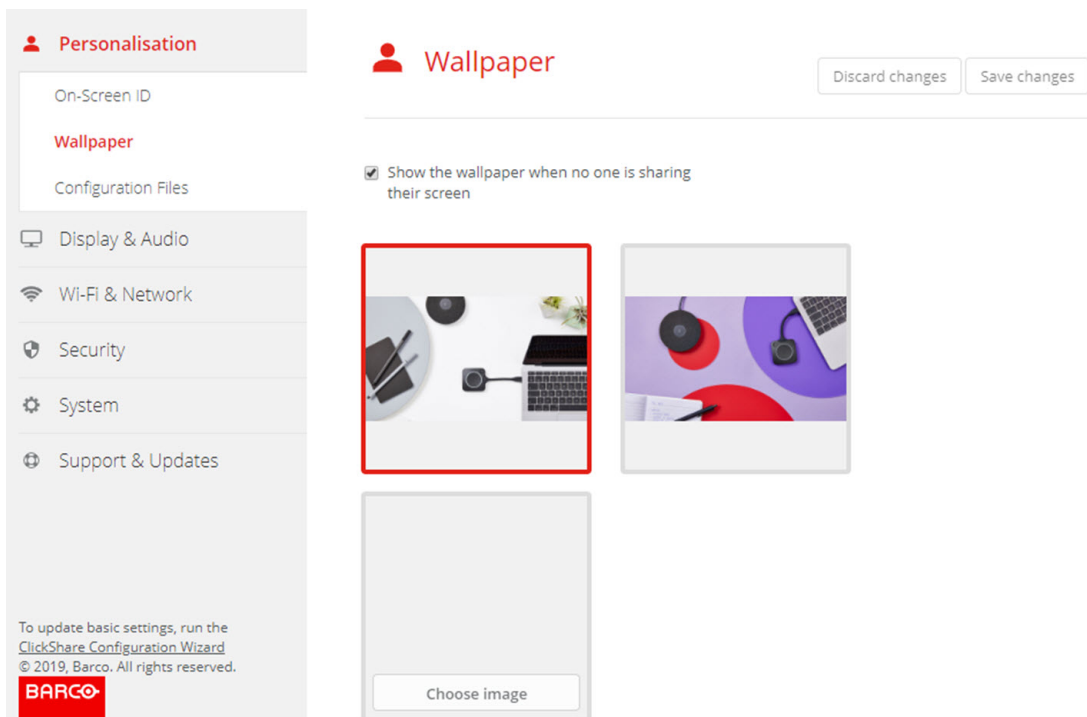 Personalisation
On-Screen ID
Wallpaper
Configuration Files
Display & Audio
Wi-Fi & Network
Security
System
Support & Updates
To update basic settings, run the
ClickShare Configuration Wizard
© 2019, Barco. All rights reserved.
BARCO
Wallpaper
Discard changes
Save changes
Show the wallpaper when no one is sharing
their screen
Choose image